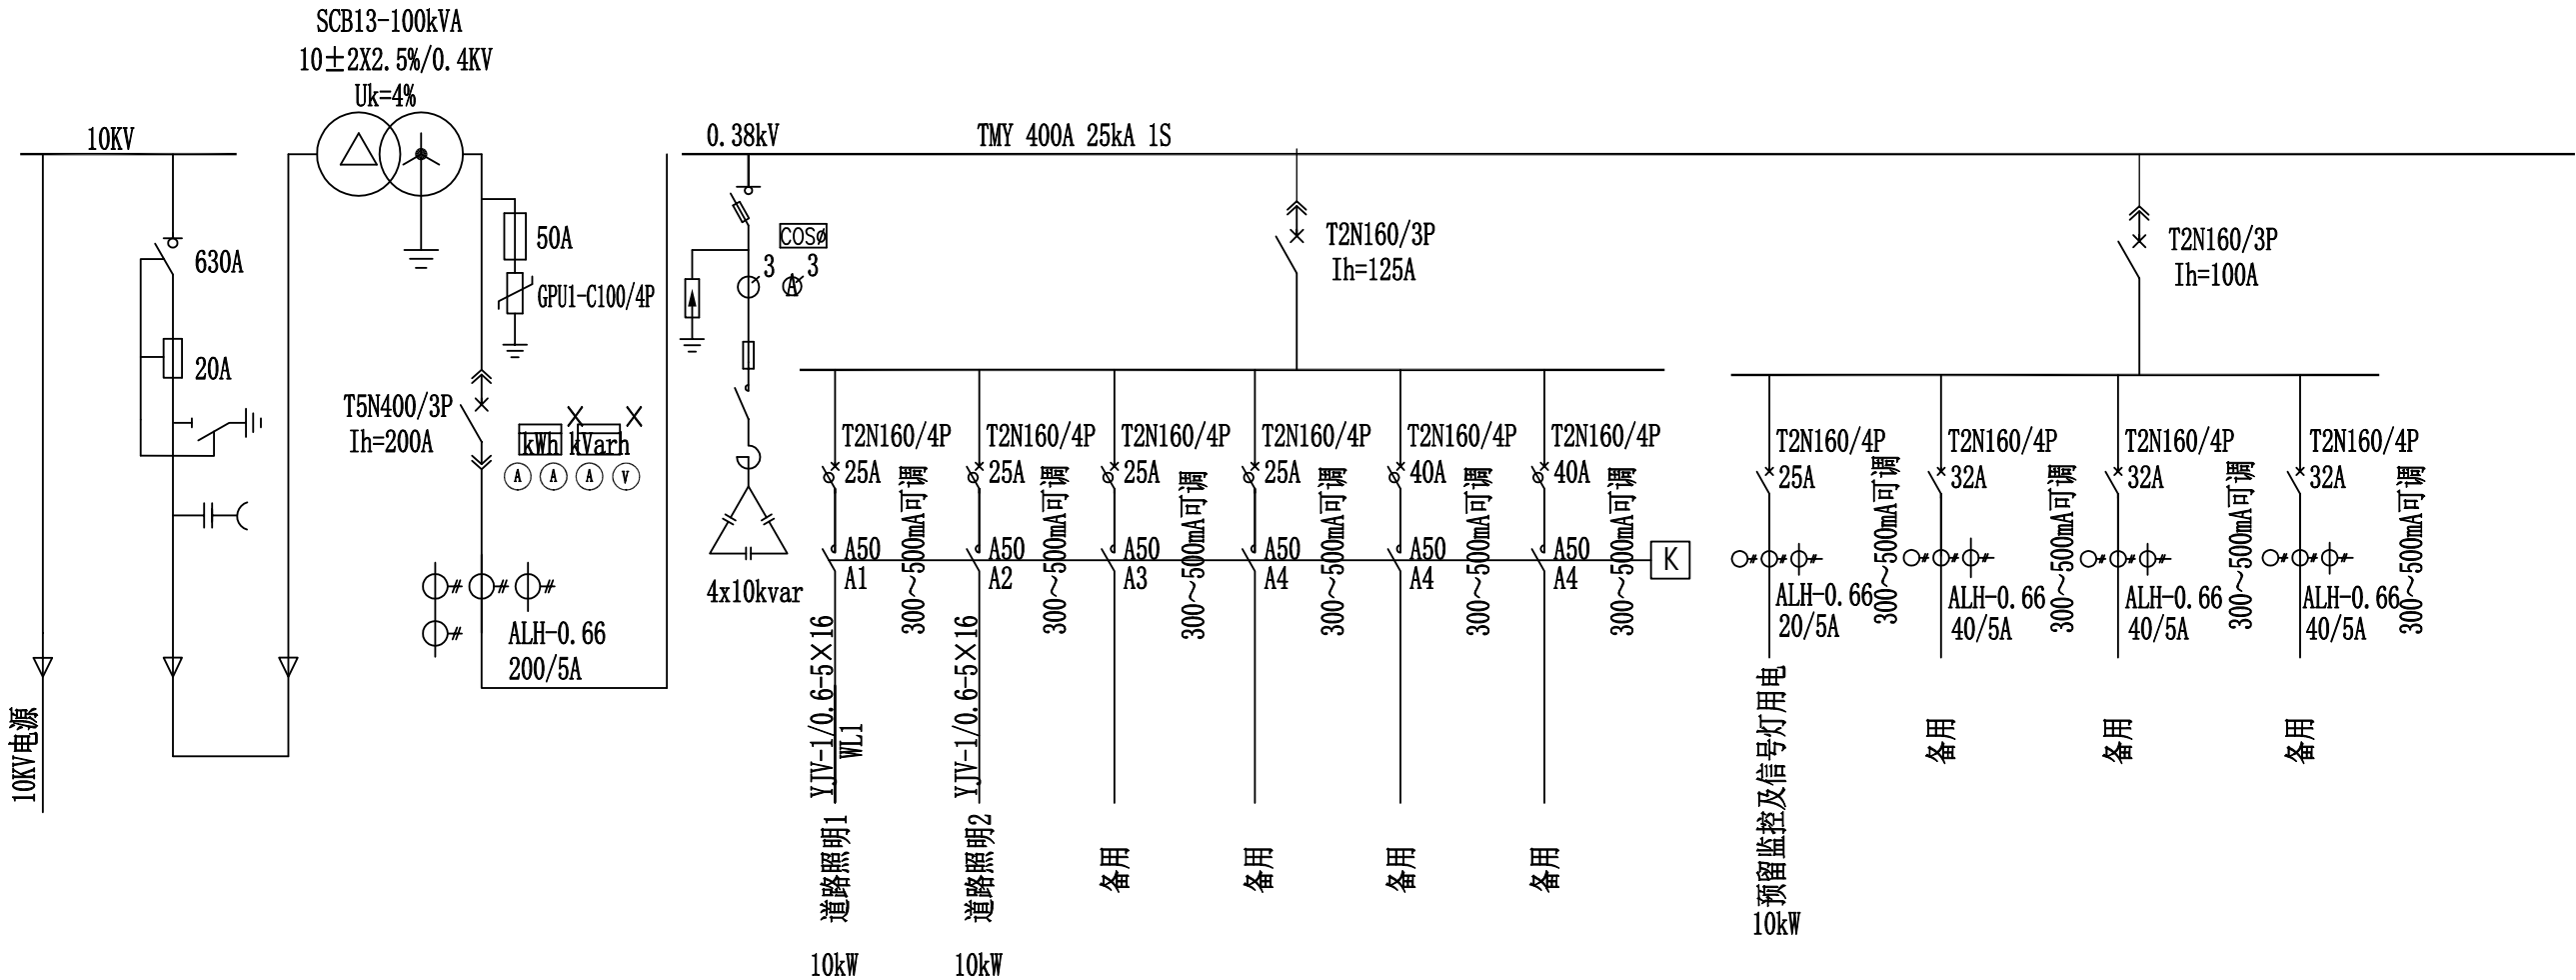 SCB13-100kVA
10±2X2.5%/0.4KV
Uk=4%
10KV
630A
20A
10KV电源
50A
GPU1-C100/4P
T5N400/3P
Ih=200A
kWh kVarh
A A A V
ALH-0.66
200/5A
0.38kV
TMY 400A 25kA 1S
COSø
3 A 3
4x10kvar
T2N160/3P
Ih=125A
T2N160/4P
25A
300~500mA可调
A50
A1
YJV-1/0.6-5×16
WL1
道路照明1
10kW
T2N160/4P
25A
300~500mA可调
A50
A2
YJV-1/0.6-5×16
道路照明2
10kW
T2N160/4P
25A
300~500mA可调
A50
A3
备用
T2N160/4P
25A
300~500mA可调
A50
A4
备用
T2N160/4P
40A
300~500mA可调
A50
A4
备用
T2N160/4P
40A
300~500mA可调
A50
A4
备用
K
T2N160/3P
Ih=100A
T2N160/4P
25A
300~500mA可调
ALH-0.66
20/5A
预留监控及信号灯用电
10kW
T2N160/4P
32A
300~500mA可调
ALH-0.66
40/5A
备用
T2N160/4P
32A
300~500mA可调
ALH-0.66
40/5A
备用
T2N160/4P
32A
300~500mA可调
ALH-0.66
40/5A
备用